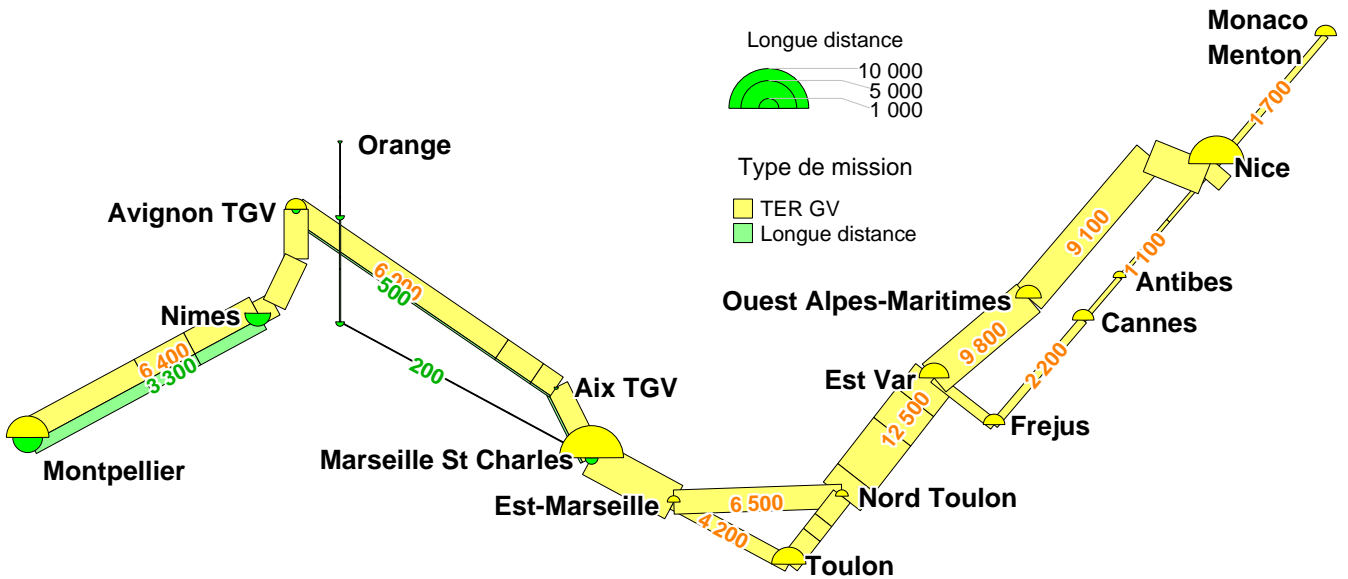 Monaco
Menton
Longue distance
10 000
5 000
1 000
1 700
Orange
Type de mission
Nice
TER GV
Longue distance
Avignon TGV
9 100
1 100
6 000
500
Antibes
Ouest Alpes-Maritimes
Nimes
Cannes
9 800
6 400
3 300
200
2 200
Est Var
Aix TGV
12 500
Frejus
Montpellier
Marseille St Charles
Est-Marseille
6 500
Nord Toulon
4 200
Toulon